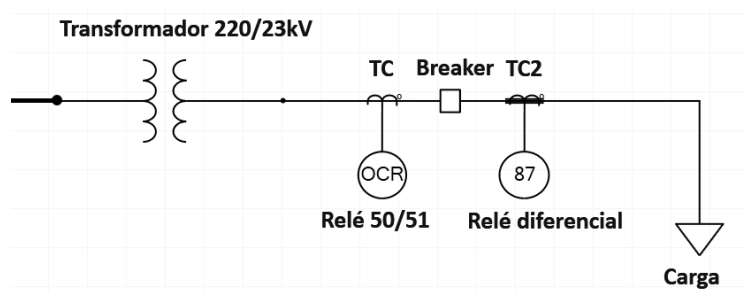 Transformador 220/23kV
TC Breaker TC2
OCR 87
Relé 50/51 Relé diferencial
Carga